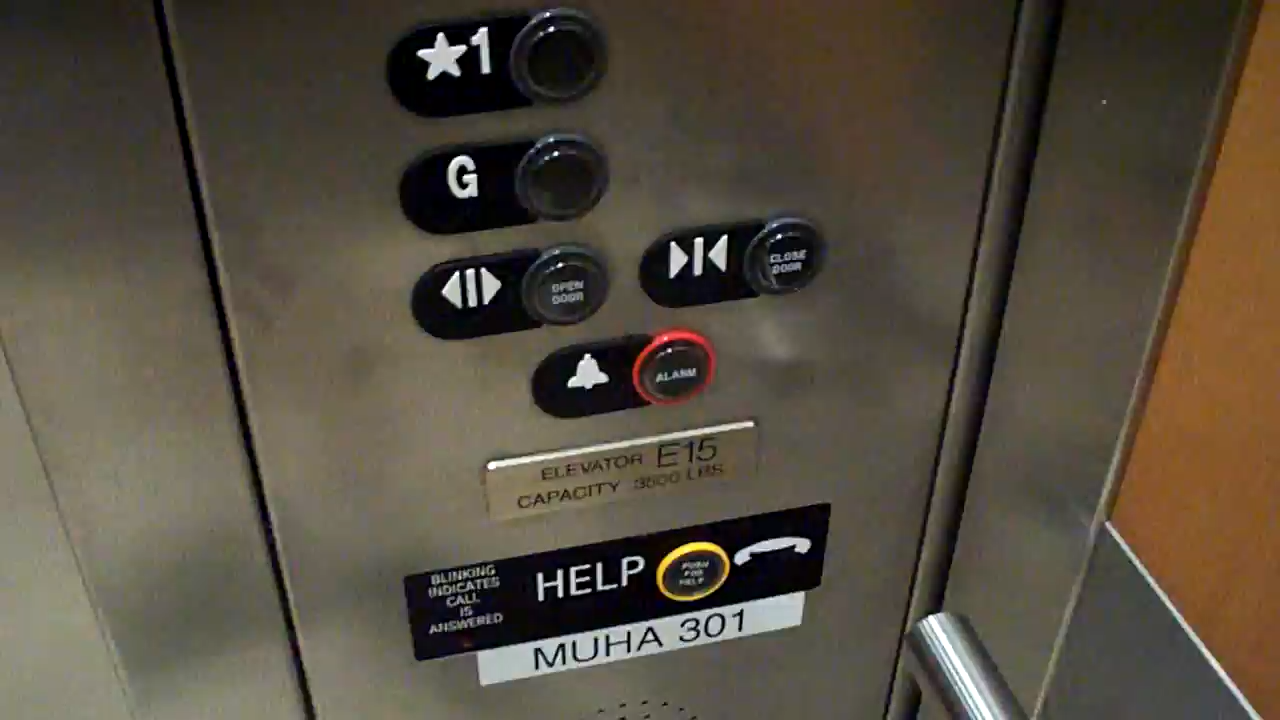 ★1
G
OPEN
DOOR
CLOSE
DOOR
ALARM
ELEVATOR E15
CAPACITY 3500 LBS
BLINKING
INDICATES
CALL
IS
ANSWERED
HELP
PUSH
FOR
HELP
MUHA 301